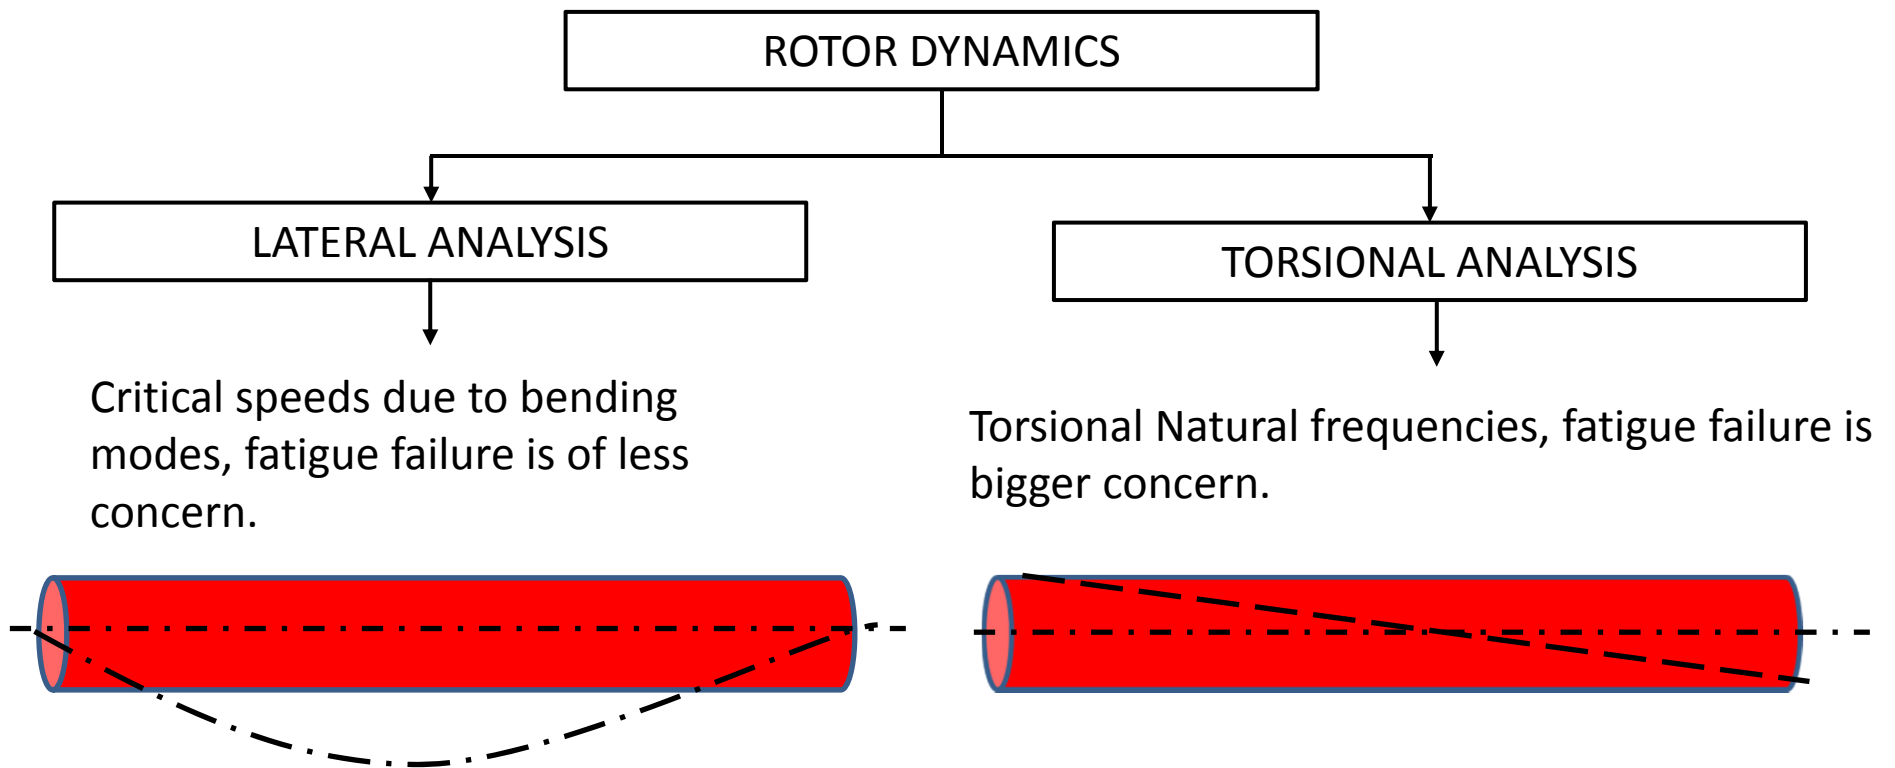 ROTOR DYNAMICS
LATERAL ANALYSIS
TORSIONAL ANALYSIS
Critical speeds due to bending
modes, fatigue failure is of less
concern.
Torsional Natural frequencies, fatigue failure is
bigger concern.